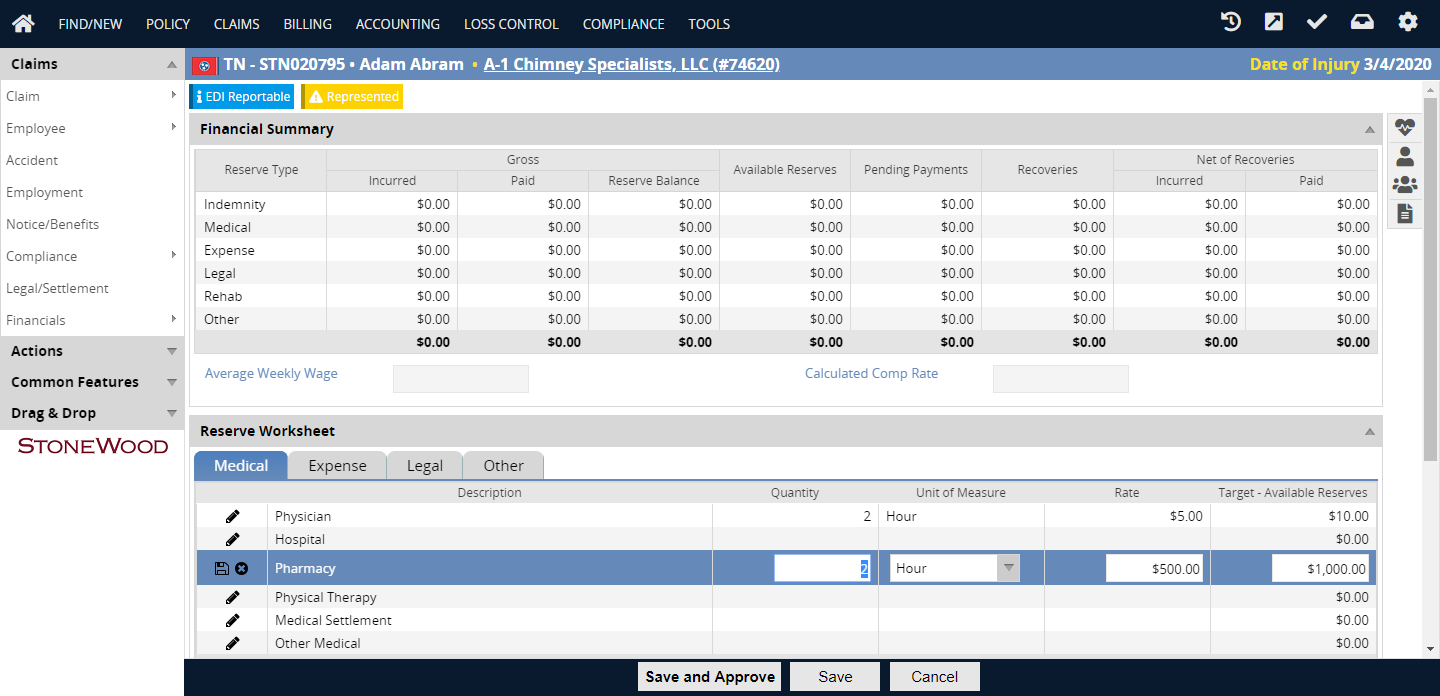 FIND/NEW POLICY CLAIMS BILLING ACCOUNTING LOSS CONTROL COMPLIANCE TOOLS
Claims
Claim
Employee
Accident
Employment
Notice/Benefits
Compliance
Legal/Settlement
Financials
Actions
Common Features
Drag & Drop
STONEWOOD
TN - STN020795 • Adam Abram • A-1 Chimney Specialists, LLC (#74620) Date of Injury 3/4/2020
EDI Reportable Represented
Financial Summary
Reserve Type Gross Available Reserves Pending Payments Recoveries Net of Recoveries
Incurred Paid Reserve Balance Incurred Paid
Indemnity $0.00 $0.00 $0.00 $0.00 $0.00 $0.00 $0.00 $0.00
Medical $0.00 $0.00 $0.00 $0.00 $0.00 $0.00 $0.00 $0.00
Expense $0.00 $0.00 $0.00 $0.00 $0.00 $0.00 $0.00 $0.00
Legal $0.00 $0.00 $0.00 $0.00 $0.00 $0.00 $0.00 $0.00
Rehab $0.00 $0.00 $0.00 $0.00 $0.00 $0.00 $0.00 $0.00
Other $0.00 $0.00 $0.00 $0.00 $0.00 $0.00 $0.00 $0.00
$0.00 $0.00 $0.00 $0.00 $0.00 $0.00 $0.00 $0.00
Average Weekly Wage Calculated Comp Rate
Reserve Worksheet
Medical Expense Legal Other
Description Quantity Unit of Measure Rate Target - Available Reserves
Physician 2 Hour $5.00 $10.00
Hospital $0.00
Pharmacy 2 Hour $500.00 $1,000.00
Physical Therapy $0.00
Medical Settlement $0.00
Other Medical $0.00
Save and Approve Save Cancel